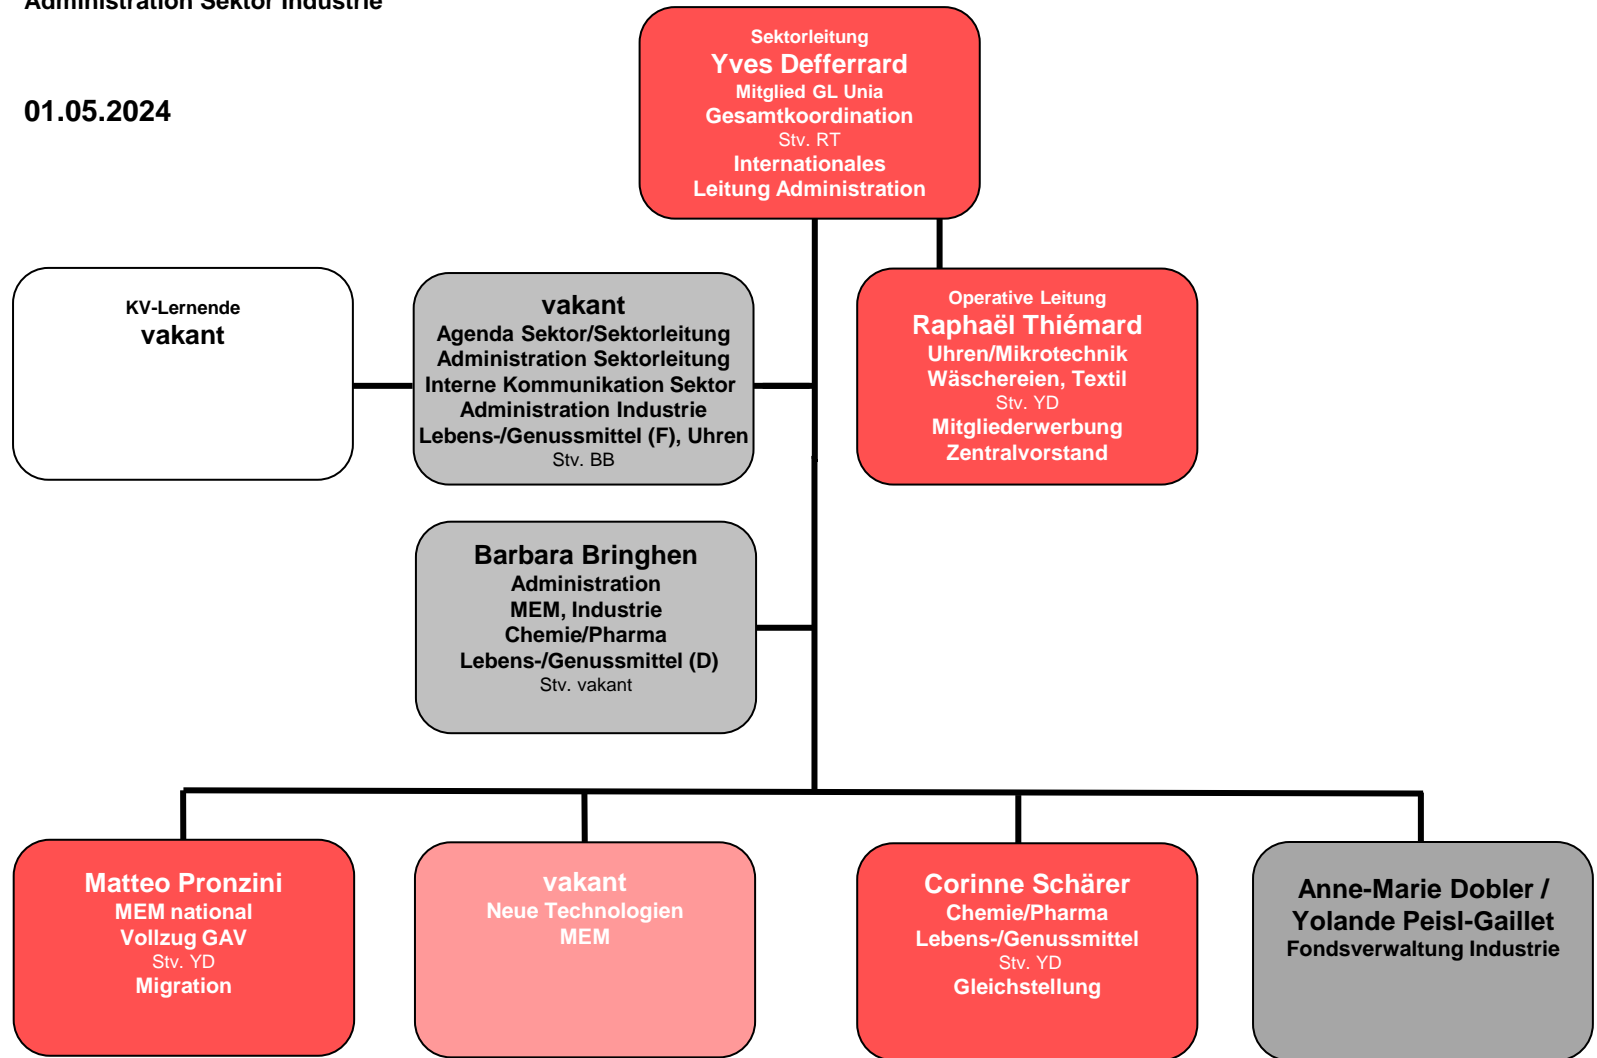 Administration Sektor Industrie
01.05.2024
Sektorleitung
Yves Defferrard
Mitglied GL Unia
Gesamtkoordination
Stv. RT
Internationales
Leitung Administration
KV-Lernende
vakant
vakant
Agenda Sektor/Sektorleitung
Administration Sektorleitung
Interne Kommunikation Sektor
Administration Industrie
Lebens-/Genussmittel (F), Uhren
Stv. BB
Operative Leitung
Raphaël Thiémard
Uhren/Mikrotechnik
Wäschereien, Textil
Stv. YD
Mitgliederwerbung
Zentralvorstand
Barbara Bringhen
Administration
MEM, Industrie
Chemie/Pharma
Lebens-/Genussmittel (D)
Stv. vakant
Matteo Pronzini
MEM national
Vollzug GAV
Stv. YD
Migration
vakant
Neue Technologien
MEM
Corinne Schärer
Chemie/Pharma
Lebens-/Genussmittel
Stv. YD
Gleichstellung
Anne-Marie Dobler /
Yolande Peisl-Gaillet
Fondsverwaltung Industrie